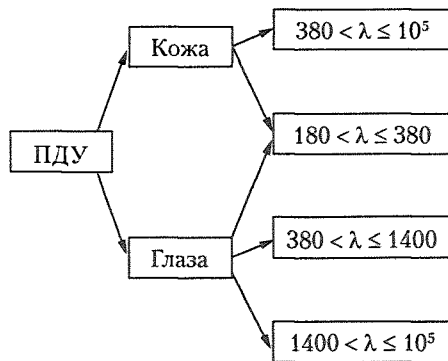 Кожа
380 < λ ≤ 10⁵
ПДУ
180 < λ ≤ 380
Глаза
380 < λ ≤ 1400
1400 < λ ≤ 10⁵